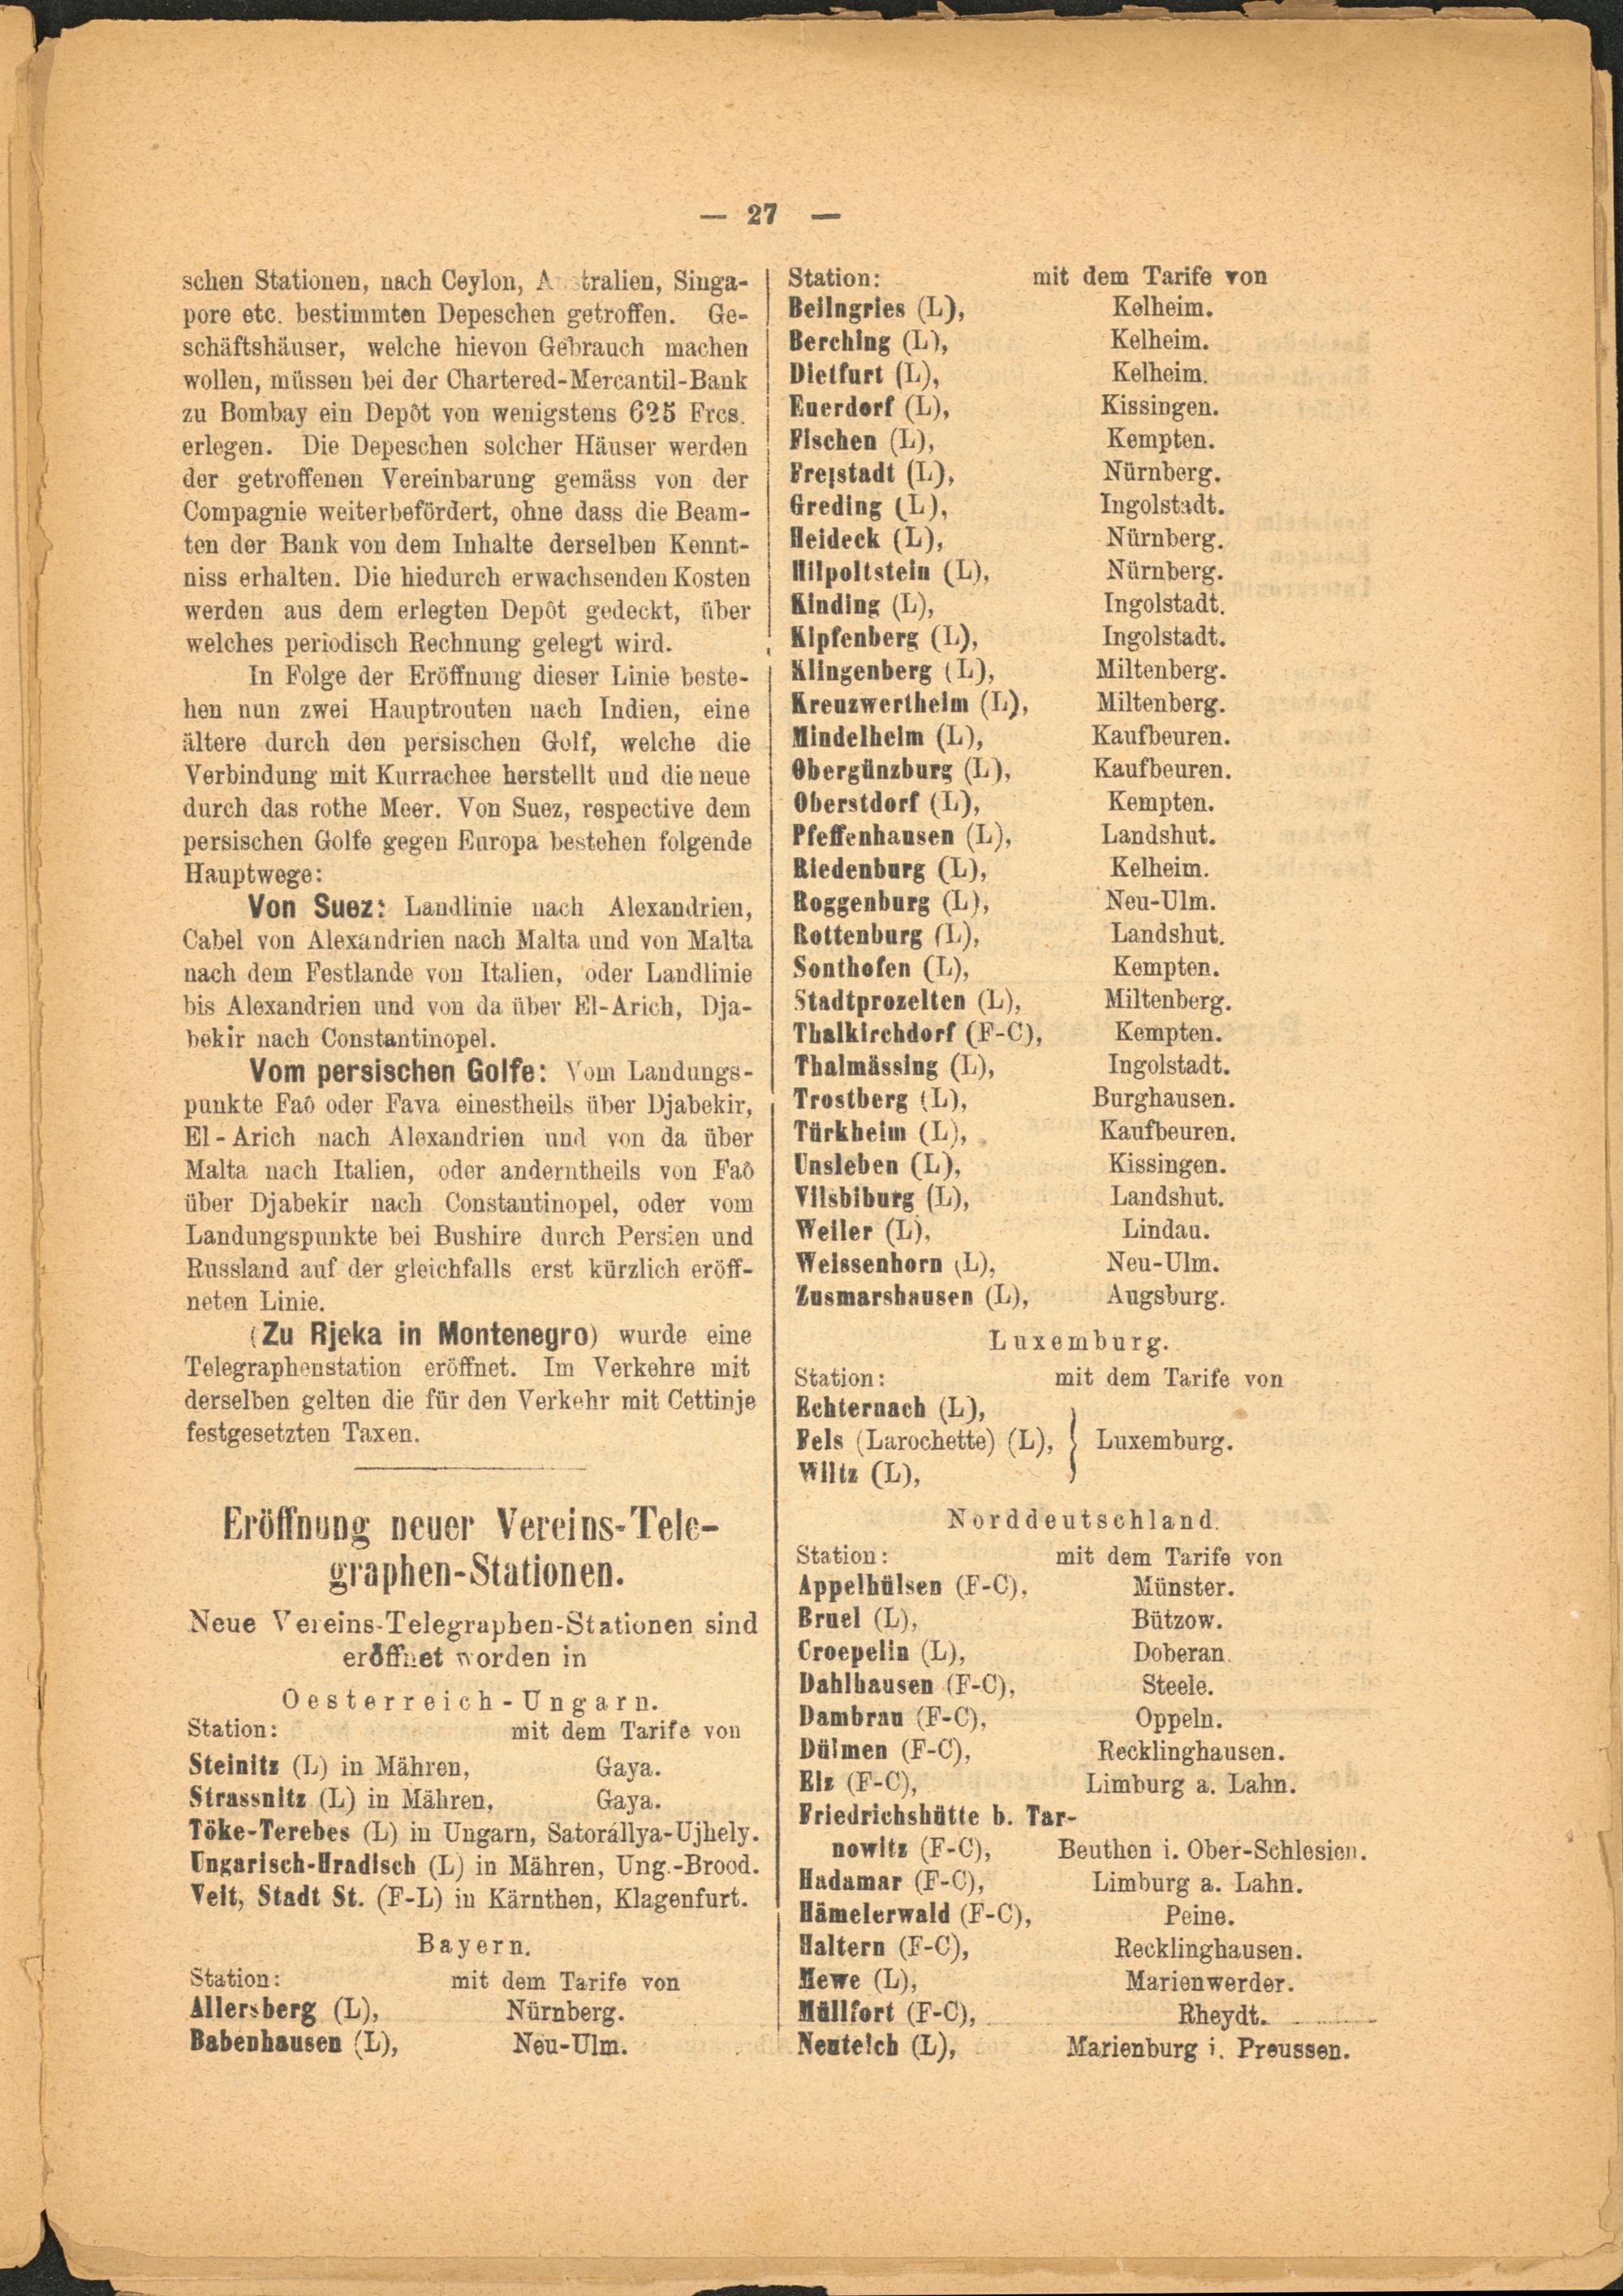 — 27 —
schen Stationen, nach Ceylon, Australien, Singa-
pore etc. bestimmten Depeschen getroffen. Ge-
schäftshäuser, welche hievon Gebrauch machen
wollen, müssen bei der Chartered-Mercantil-Bank
zu Bombay ein Depôt von wenigstens 625 Frcs.
erlegen. Die Depeschen solcher Häuser werden
der getroffenen Vereinbarung gemäss von der
Compagnie weiterbefördert, ohne dass die Beam-
ten der Bank von dem Inhalte derselben Kennt-
niss erhalten. Die hiedurch erwachsenden Kosten
werden aus dem erlegten Depôt gedeckt, über
welches periodisch Rechnung gelegt wird.
In Folge der Eröffnung dieser Linie beste-
hen nun zwei Hauptrouten nach Indien, eine
ältere durch den persischen Golf, welche die
Verbindung mit Kurrachee herstellt und die neue
durch das rothe Meer. Von Suez, respective dem
persischen Golfe gegen Europa bestehen folgende
Hauptwege:
Von Suez: Landlinie nach Alexandrien,
Cabel von Alexandrien nach Malta und von Malta
nach dem Festlande von Italien, oder Landlinie
bis Alexandrien und von da über El-Arich, Dja-
bekir nach Constantinopel.
Vom persischen Golfe: Vom Landungs-
punkte Faô oder Fava einestheils über Djabekir,
El-Arich nach Alexandrien und von da über
Malta nach Italien, oder anderntheils von Faô
über Djabekir nach Constantinopel, oder vom
Landungspunkte bei Bushire durch Persien und
Russland auf der gleichfalls erst kürzlich eröff-
neten Linie.
(Zu Rjeka in Montenegro) wurde eine
Telegraphenstation eröffnet. Im Verkehre mit
derselben gelten die für den Verkehr mit Cettinje
festgesetzten Taxen.
Eröffnung neuer Vereins-Tele-
graphen-Stationen.
Neue Vereins-Telegraphen-Stationen sind
eröffnet worden in
Oesterreich-Ungarn.
Station: mit dem Tarife von
Steinitz (L) in Mähren, Gaya.
Strassnitz (L) in Mähren, Gaya.
Töke-Terebes (L) in Ungarn, Satorállya-Ujhely.
Ungarisch-Hradisch (L) in Mähren, Ung.-Brood.
Veit, Stadt St. (F-L) in Kärnthen, Klagenfurt.
Bayern.
Station: mit dem Tarife von
Allersberg (L), Nürnberg.
Babenhausen (L), Neu-Ulm.
Station: mit dem Tarife von
Beilngries (L), Kelheim.
Berching (L), Kelheim.
Dietfurt (L), Kelheim.
Euerdorf (L), Kissingen.
Fischen (L), Kempten.
Freistadt (L), Nürnberg.
Greding (L), Ingolstadt.
Heideck (L), Nürnberg.
Hilpoltstein (L), Nürnberg.
Kinding (L), Ingolstadt.
Kipfenberg (L), Ingolstadt.
Klingenberg (L), Miltenberg.
Kreuzwertheim (L), Miltenberg.
Mindelheim (L), Kaufbeuren.
Obergünzburg (L), Kaufbeuren.
Oberstdorf (L), Kempten.
Pfeffenhausen (L), Landshut.
Riedenburg (L), Kelheim.
Roggenburg (L), Neu-Ulm.
Rottenburg (L), Landshut.
Sonthofen (L), Kempten.
Stadtprozelten (L), Miltenberg.
Thalkirchdorf (F-C), Kempten.
Thalmässing (L), Ingolstadt.
Trostberg (L), Burghausen.
Türkheim (L), Kaufbeuren.
Unsleben (L), Kissingen.
Vilsbiburg (L), Landshut.
Weiler (L), Lindau.
Weissenhorn (L), Neu-Ulm.
Zusmarshausen (L), Augsburg.
Luxemburg.
Station: mit dem Tarife von
Echternach (L),
Fels (Larochette) (L), } Luxemburg.
Wiltz (L),
Norddeutschland.
Station: mit dem Tarife von
Appelhülsen (F-C), Münster.
Bruel (L), Bützow.
Croepelin (L), Doberan.
Dahlhausen (F-C), Steele.
Dambrau (F-C), Oppeln.
Dülmen (F-C), Recklinghausen.
Elz (F-C), Limburg a. Lahn.
Friedrichshütte b. Tar-
nowitz (F-C), Beuthen i. Ober-Schlesien.
Hadamar (F-C), Limburg a. Lahn.
Hämelerwald (F-C), Peine.
Haltern (F-C), Recklinghausen.
Mewe (L), Marienwerder.
Müllfort (F-C), Rheydt.
Neuteich (L), Marienburg i. Preussen.